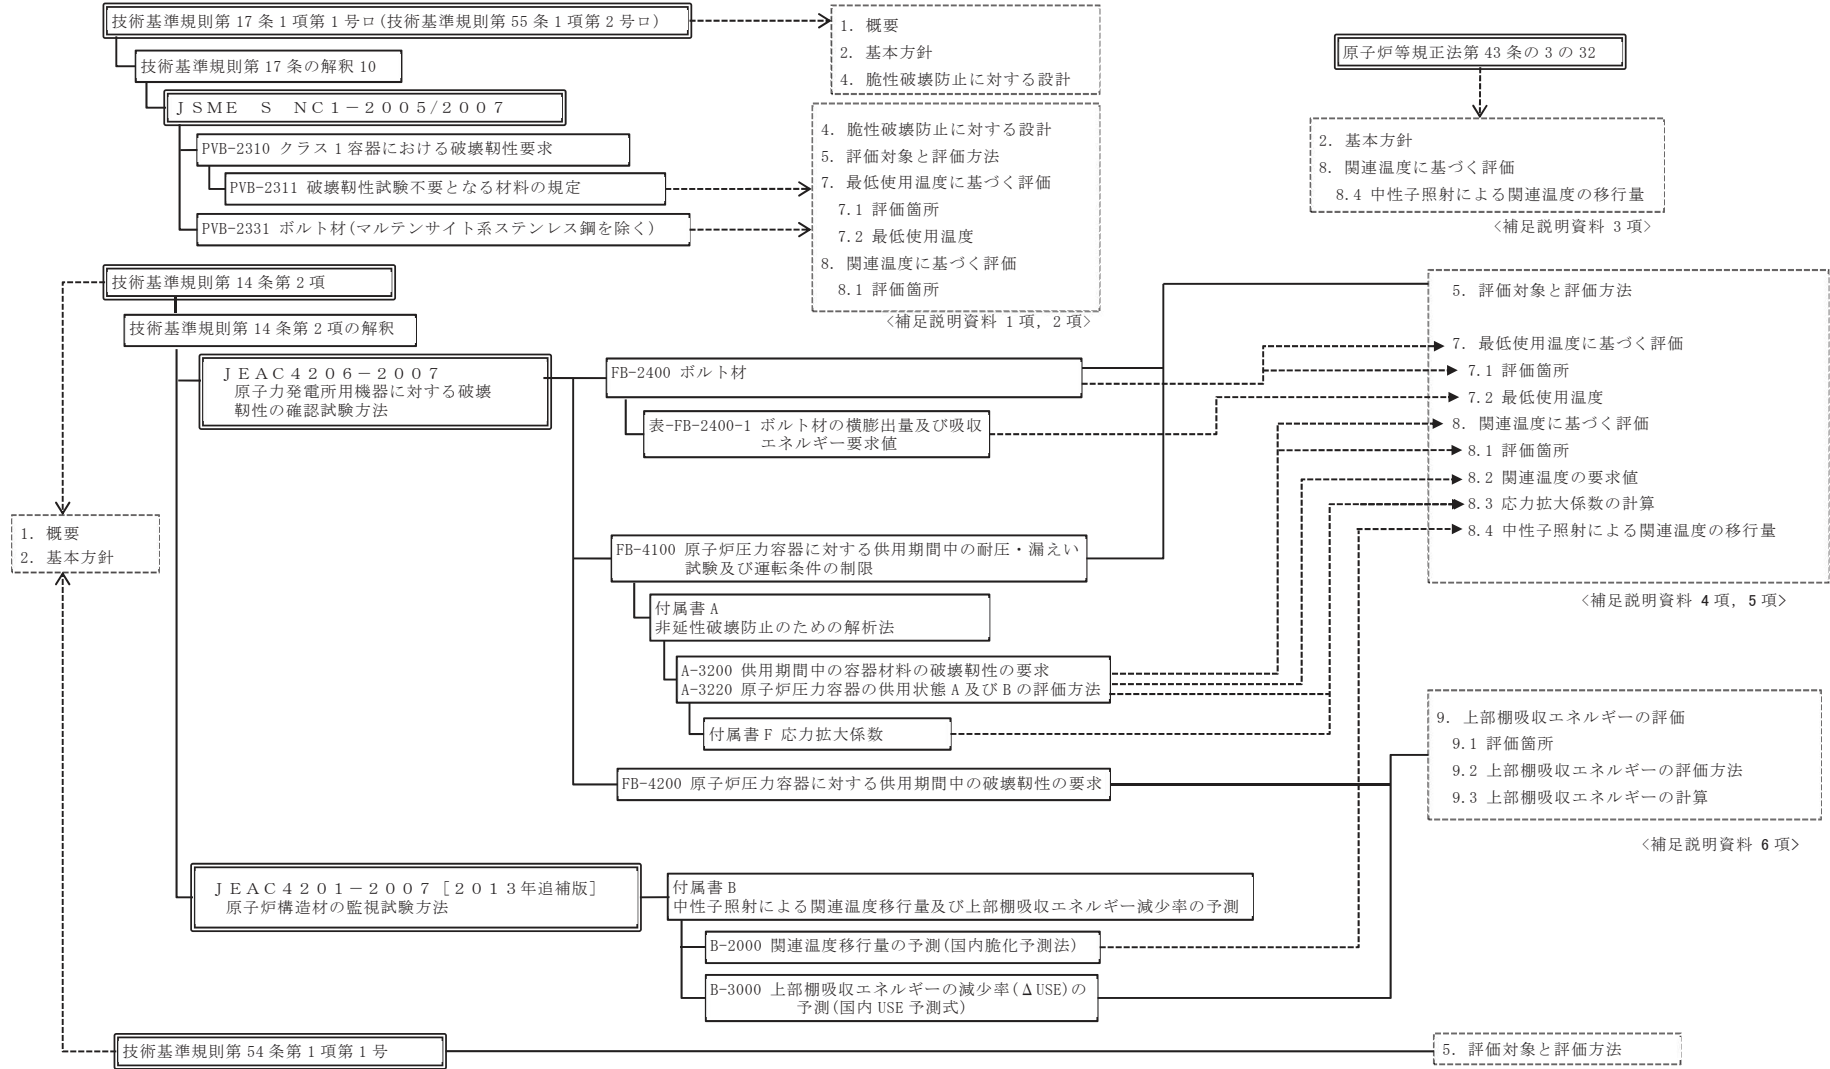 技術基準規則第 17 条 1 項第 1 号ロ(技術基準規則第 55 条 1 項第 2 号ロ)
技術基準規則第 17 条の解釈 10
ＪSME　S　NC1－2005/2007
PVB-2310 クラス 1 容器における破壊靭性要求
PVB-2311 破壊靭性試験不要となる材料の規定
PVB-2331 ボルト材(マルテンサイト系ステンレス鋼を除く)
1. 概要
2. 基本方針
4. 脆性破壊防止に対する設計
4. 脆性破壊防止に対する設計
5. 評価対象と評価方法
7. 最低使用温度に基づく評価
7.1 評価箇所
7.2 最低使用温度
8. 関連温度に基づく評価
8.1 評価箇所
<補足説明資料 1 項, 2 項>
原子炉等規正法第 43 条の 3 の 32
2. 基本方針
8. 関連温度に基づく評価
8.4 中性子照射による関連温度の移行量
<補足説明資料 3 項>
技術基準規則第 14 条第 2 項
技術基準規則第 14 条第 2 項の解釈
ＪＥＡＣ４２０６－２００７
原子力発電所用機器に対する破壊
靭性の確認試験方法
1. 概要
2. 基本方針
FB-2400 ボルト材
表-FB-2400-1 ボルト材の横膨出量及び吸収
エネルギー要求値
FB-4100 原子炉圧力容器に対する供用期間中の耐圧・漏えい
試験及び運転条件の制限
付属書 A
非延性破壊防止のための解析法
A-3200 供用期間中の容器材料の破壊靭性の要求
A-3220 原子炉圧力容器の供用状態 A 及び B の評価方法
付属書 F 応力拡大係数
FB-4200 原子炉圧力容器に対する供用期間中の破壊靭性の要求
5. 評価対象と評価方法
7. 最低使用温度に基づく評価
7.1 評価箇所
7.2 最低使用温度
8. 関連温度に基づく評価
8.1 評価箇所
8.2 関連温度の要求値
8.3 応力拡大係数の計算
8.4 中性子照射による関連温度の移行量
<補足説明資料 4 項, 5 項>
9. 上部棚吸収エネルギーの評価
9.1 評価箇所
9.2 上部棚吸収エネルギーの評価方法
9.3 上部棚吸収エネルギーの計算
<補足説明資料 6 項>
ＪＥＡＣ４２０１－２００７［２０１３年追補版］
原子炉構造材の監視試験方法
付属書 B
中性子照射による関連温度移行量及び上部棚吸収エネルギー減少率の予測
B-2000 関連温度移行量の予測(国内脆化予測法)
B-3000 上部棚吸収エネルギーの減少率(ΔUSE)の
予測(国内 USE 予測式)
技術基準規則第 54 条第 1 項第 1 号
5. 評価対象と評価方法